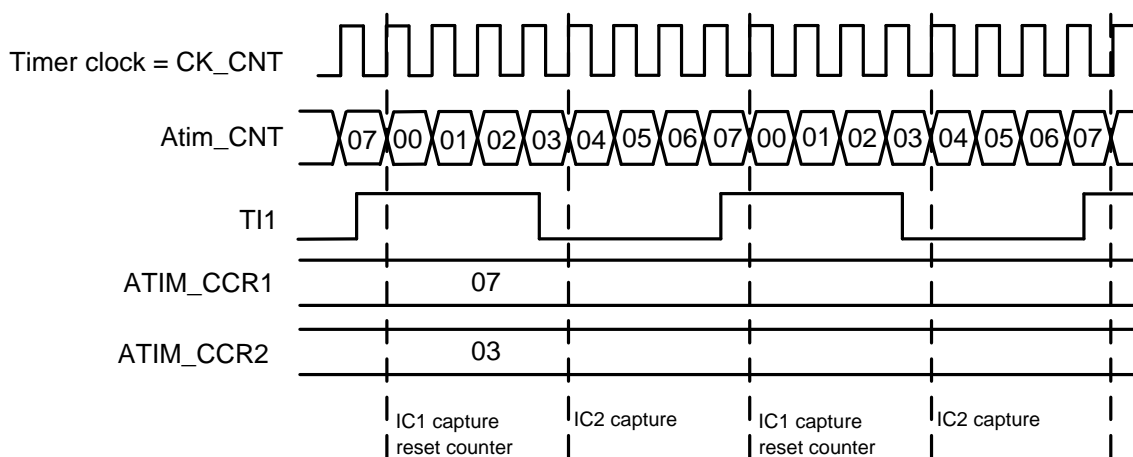 Timer clock = CK_CNT
Atim_CNT 07 00 01 02 03 04 05 06 07 00 01 02 03 04 05 06 07
TI1
ATIM_CCR1 07
ATIM_CCR2 03
IC1 capture IC2 capture IC1 capture IC2 capture
reset counter reset counter